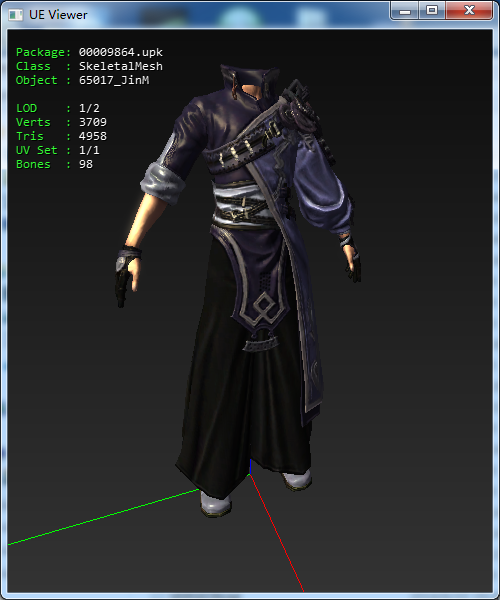 UE Viewer
Package: 00009864.upk
Class : SkeletalMesh
Object : 65017_JinM
LOD : 1/2
Verts : 3709
Tris : 4958
UV Set : 1/1
Bones : 98